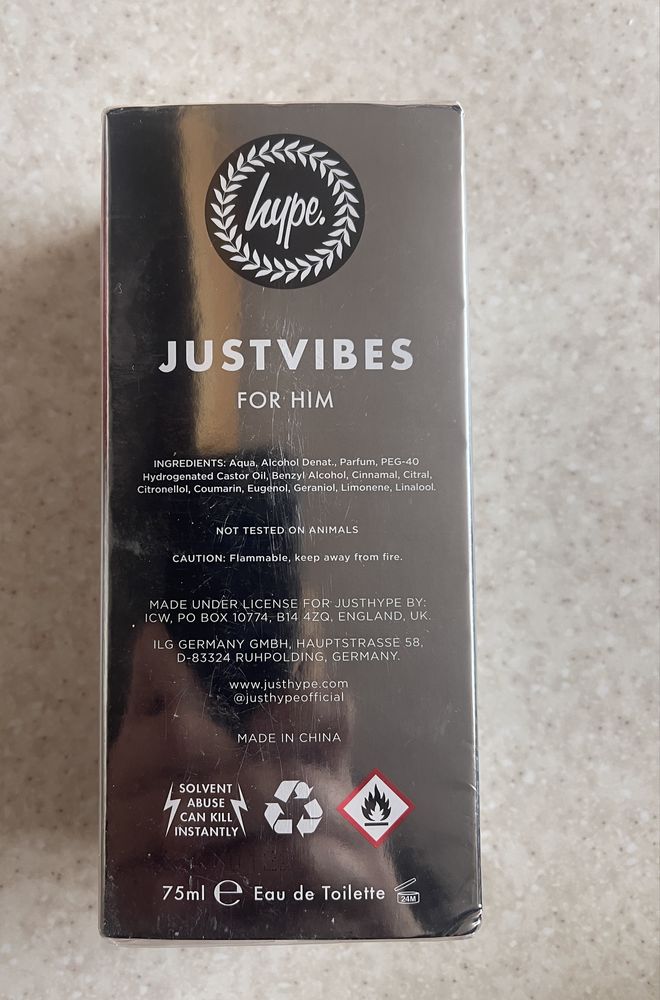 hype.
JUSTVIBES
FOR HIM
INGREDIENTS: Aqua, Alcohol Denat., Parfum, PEG-40
Hydrogenated Castor Oil, Benzyl Alcohol, Cinnamal, Citral,
Citronellol, Coumarin, Eugenol, Geraniol, Limonene, Linalool.
NOT TESTED ON ANIMALS
CAUTION: Flammable, keep away from fire.
MADE UNDER LICENSE FOR JUSTHYPE BY:
ICW, PO BOX 10774, B14 4ZQ, ENGLAND, UK.
ILG GERMANY GMBH, HAUPTSTRASSE 58,
D-83324 RUHPOLDING, GERMANY.
www.justhype.com
@justhypeofficial
MADE IN CHINA
SOLVENT
ABUSE
CAN KILL
INSTANTLY
75ml ℮ Eau de Toilette 24M